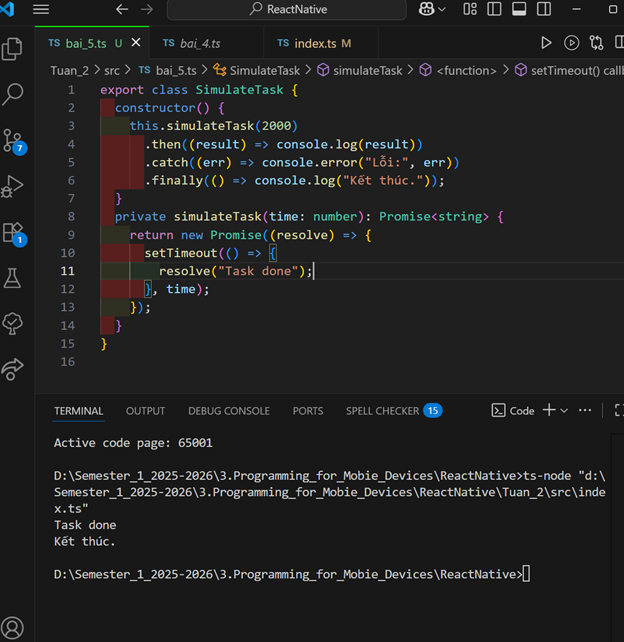 ReactNative
TS bai_5.ts U
TS bai_4.ts
TS index.ts M
Tuan_2 > src > TS bai_5.ts > SimulateTask > simulateTask > <function> > setTimeout() callb
1 export class SimulateTask {
2 constructor() {
3 this.simulateTask(2000)
4 .then((result) => console.log(result))
5 .catch((err) => console.error("Lỗi:", err))
6 .finally(() => console.log("Kết thúc."));
7 }
8 private simulateTask(time: number): Promise<string> {
9 return new Promise((resolve) => {
10 setTimeout(() => {
11 resolve("Task done");
12 }, time);
13 });
14 }
15 }
16
7
1
TERMINAL OUTPUT DEBUG CONSOLE PORTS SPELL CHECKER 15 Code
Active code page: 65001
D:\Semester_1_2025-2026\3.Programming_for_Mobie_Devices\ReactNative>ts-node "d:\
Semester_1_2025-2026\3.Programming_for_Mobie_Devices\ReactNative\Tuan_2\src\inde
x.ts"
Task done
Kết thúc.
D:\Semester_1_2025-2026\3.Programming_for_Mobie_Devices\ReactNative>